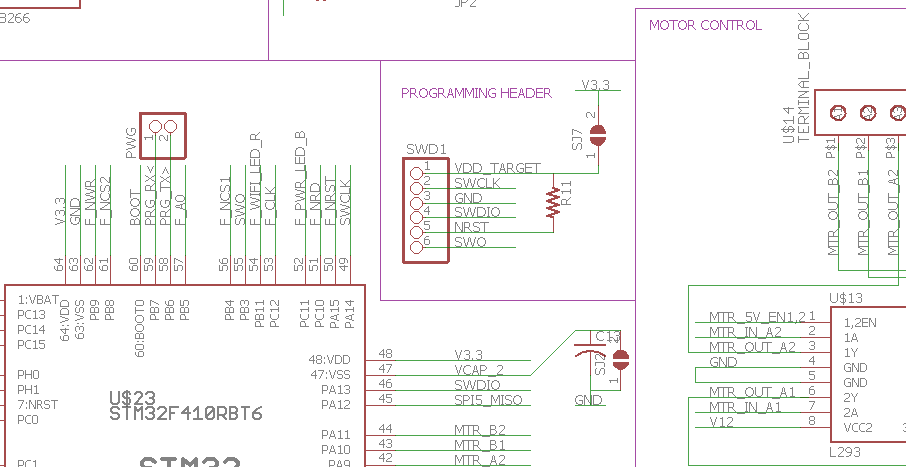 B266
JP2
MOTOR CONTROL
TERMINAL_BLOCK
U$14
P$1
P$2
P$3
MTR_OUT_B2
MTR_OUT_B1
MTR_OUT_A2
PROGRAMMING HEADER
V3.3
SJ7
2
1
SWD1
1 VDD_TARGET
2 SWCLK
3 GND
4 SWDIO
5 NRST
6 SWO
R11
PWG
1
2
V3.3
GND
F_NWR
F_NCS2
BOOT
PRG_RX<
PRG_TX>
F_A0
F_NCS1
SWO
F_WIFI_LED_R
F_CLK
F_PWR_LED_B
F_NRD
F_NRST
SWCLK
64
63
62
61
60
59
58
57
56
55
54
53
52
51
50
49
1:VBAT
PC13
PC14
PC15
PH0
PH1
7:NRST
PC0
PC1
64:VDD
63:VSS
PB9
PB8
60:BOOT0
PB7
PB6
PB5
PB4
PB3
PB11
PC12
PC11
PC10
PA15
PA14
U$23
STM32F410RBT6
STM32
48:VDD 48 V3.3
47:VSS 47 VCAP_2
PA13 46 SWDIO
PA12 45 SPI5_MISO
PA11 44 MTR_B2
PA10 43 MTR_B1
PA9 42 MTR_A2
SJ2
2
1
GND
U$13
MTR_5V_EN1,2 1 1,2EN
MTR_IN_A2 2 1A
MTR_OUT_A2 3 1Y
GND 4 GND
5 GND
MTR_OUT_A1 6 2Y
MTR_IN_A1 7 2A
V12 8 VCC2
L293